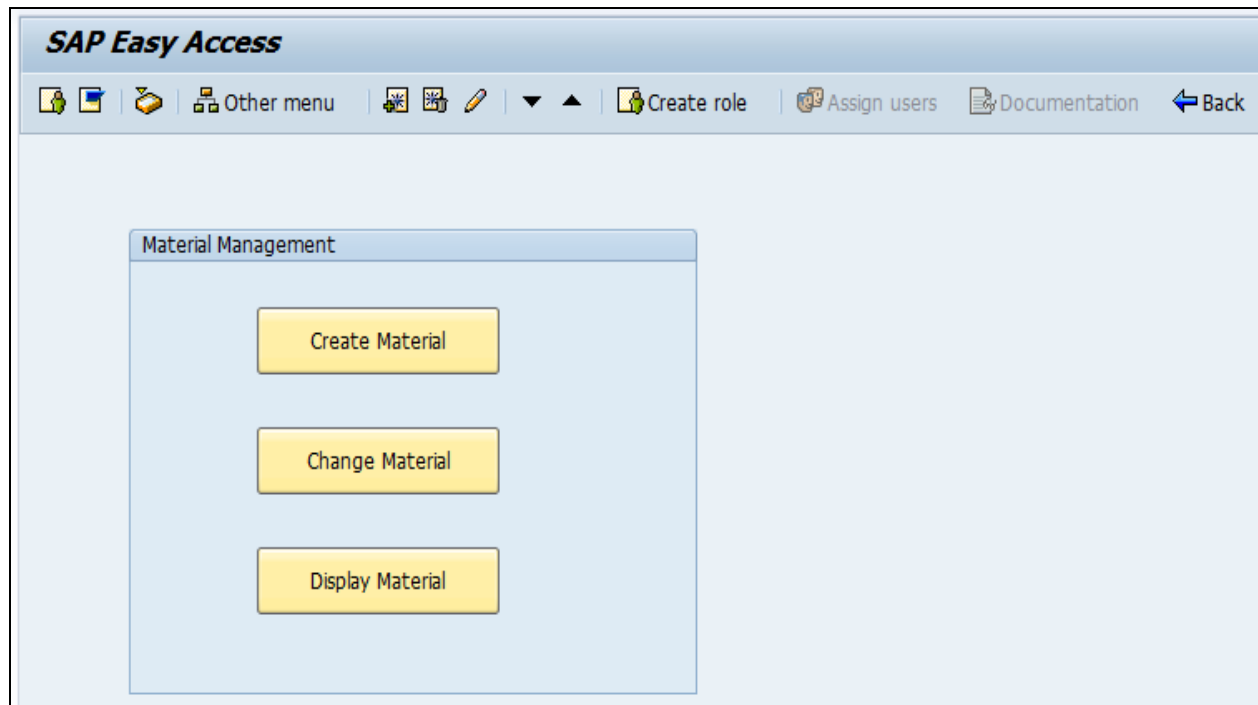 SAP Easy Access
Other menu Create role Assign users Documentation Back
Material Management
Create Material
Change Material
Display Material